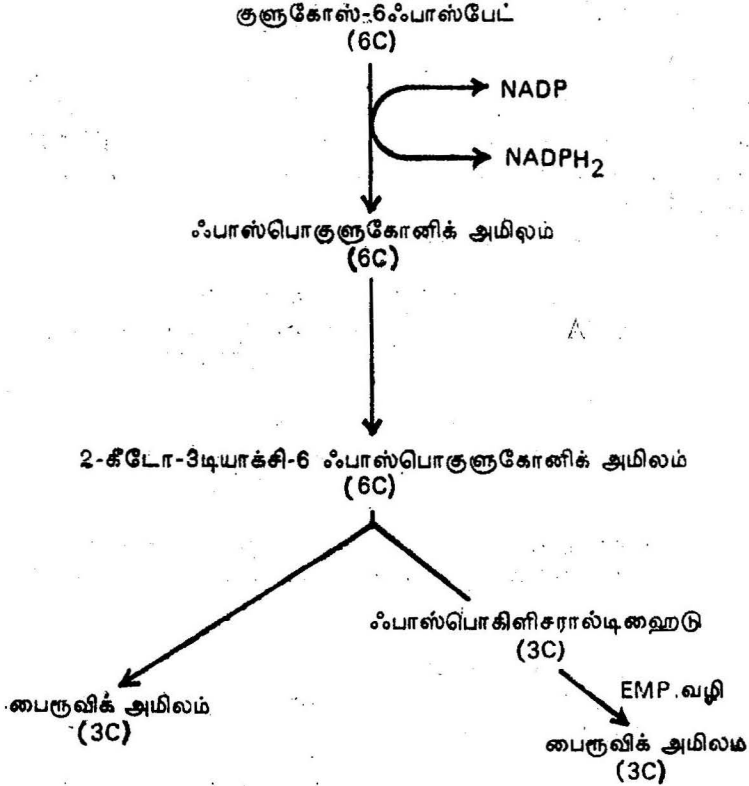 குளுகோஸ்-6ஃபாஸ்பேட்
(6C)
NADP
NADPH2
ஃபாஸ்பொகுளுகோனிக் அமிலம்
(6C)
2-கீடோ-3டியாக்சி-6 ஃபாஸ்பொகுளுகோனிக் அமிலம்
(6C)
ஃபாஸ்பொகிளிசரால்டிஹைடு
(3C)
EMP.வழி
பைரூவிக் அமிலம்
(3C)
பைரூவிக் அமிலம்
(3C)